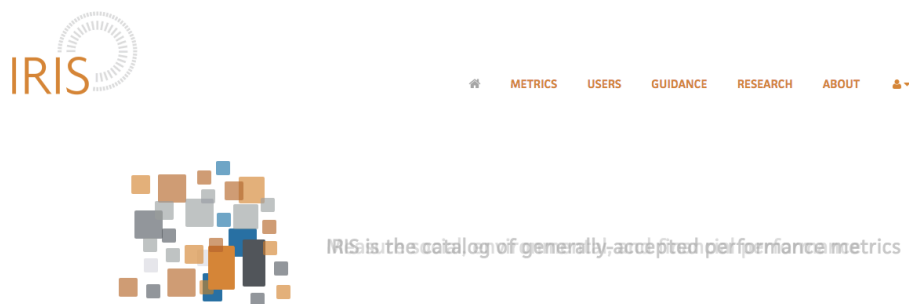 IRIS
METRICS USERS GUIDANCE RESEARCH ABOUT
IRIS is the catalog of generally-accepted performance metrics